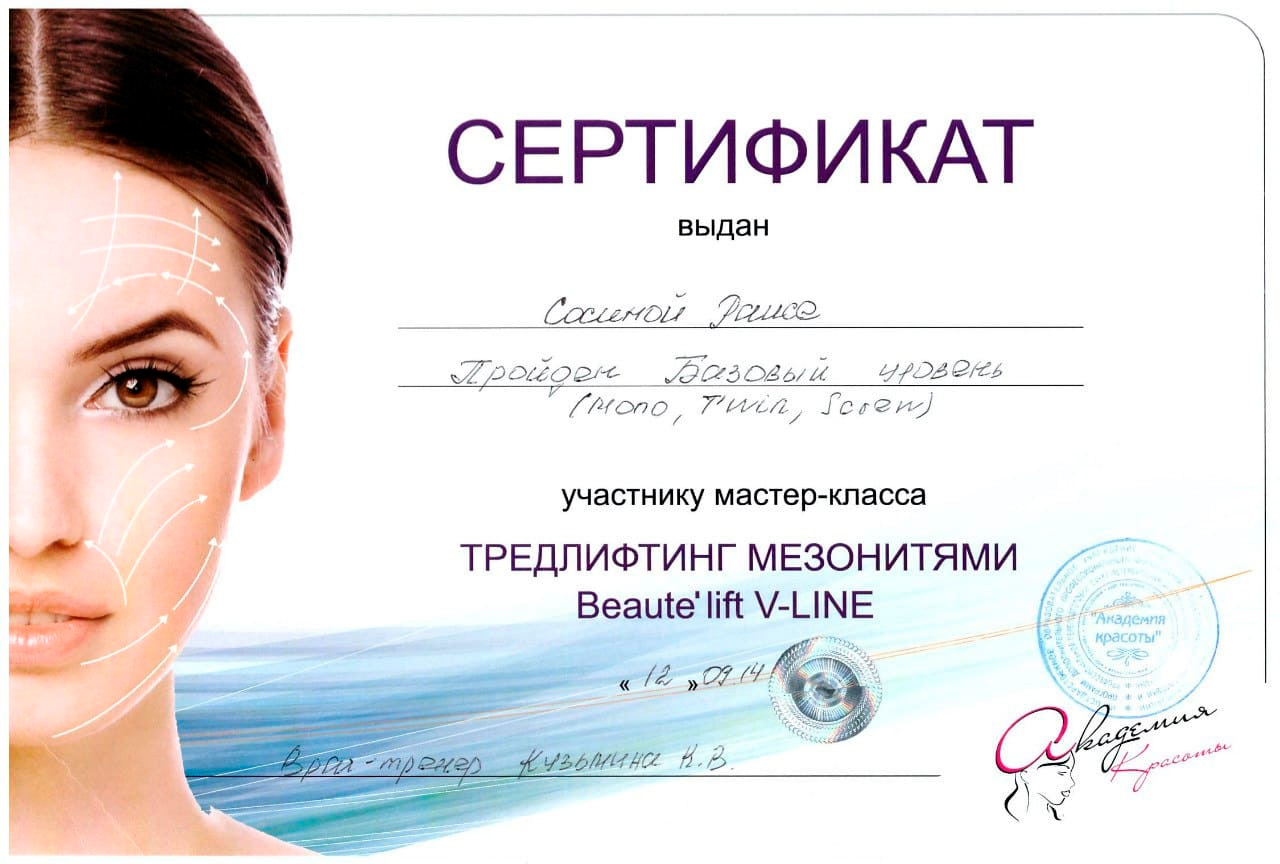 СЕРТИФИКАТ
выдан
Сосиной Раисе
Пройден Базовый уровень
(Mono, Twin, Screw)
участнику мастер-класса
ТРЕДЛИФТИНГ МЕЗОНИТЯМИ
Beaute'lift V-LINE
« 12 » 09 14
"Академия
красоты"
Академия
Красоты
Врач-тренер Кузьмина К.В.